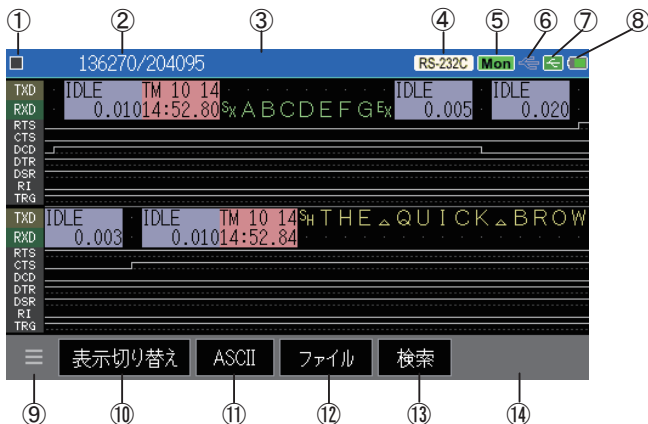 ① ② ③ ④ ⑤ ⑥ ⑦ ⑧
136270/204095 RS-232C Mon
TXD IDLE TM 10 14 IDLE IDLE
RXD 0.010 14:52.80 SX A B C D E F G EX 0.005 0.020
RTS
CTS
DCD
DTR
DSR
RI
TRG
TXD IDLE IDLE TM 10 14 SH T H E △ Q U I C K △ B R O W
RXD 0.003 0.010 14:52.84
RTS
CTS
DCD
DTR
DSR
RI
TRG
☰ 表示切り替え ASCII ファイル 検索
⑨ ⑩ ⑪ ⑫ ⑬ ⑭